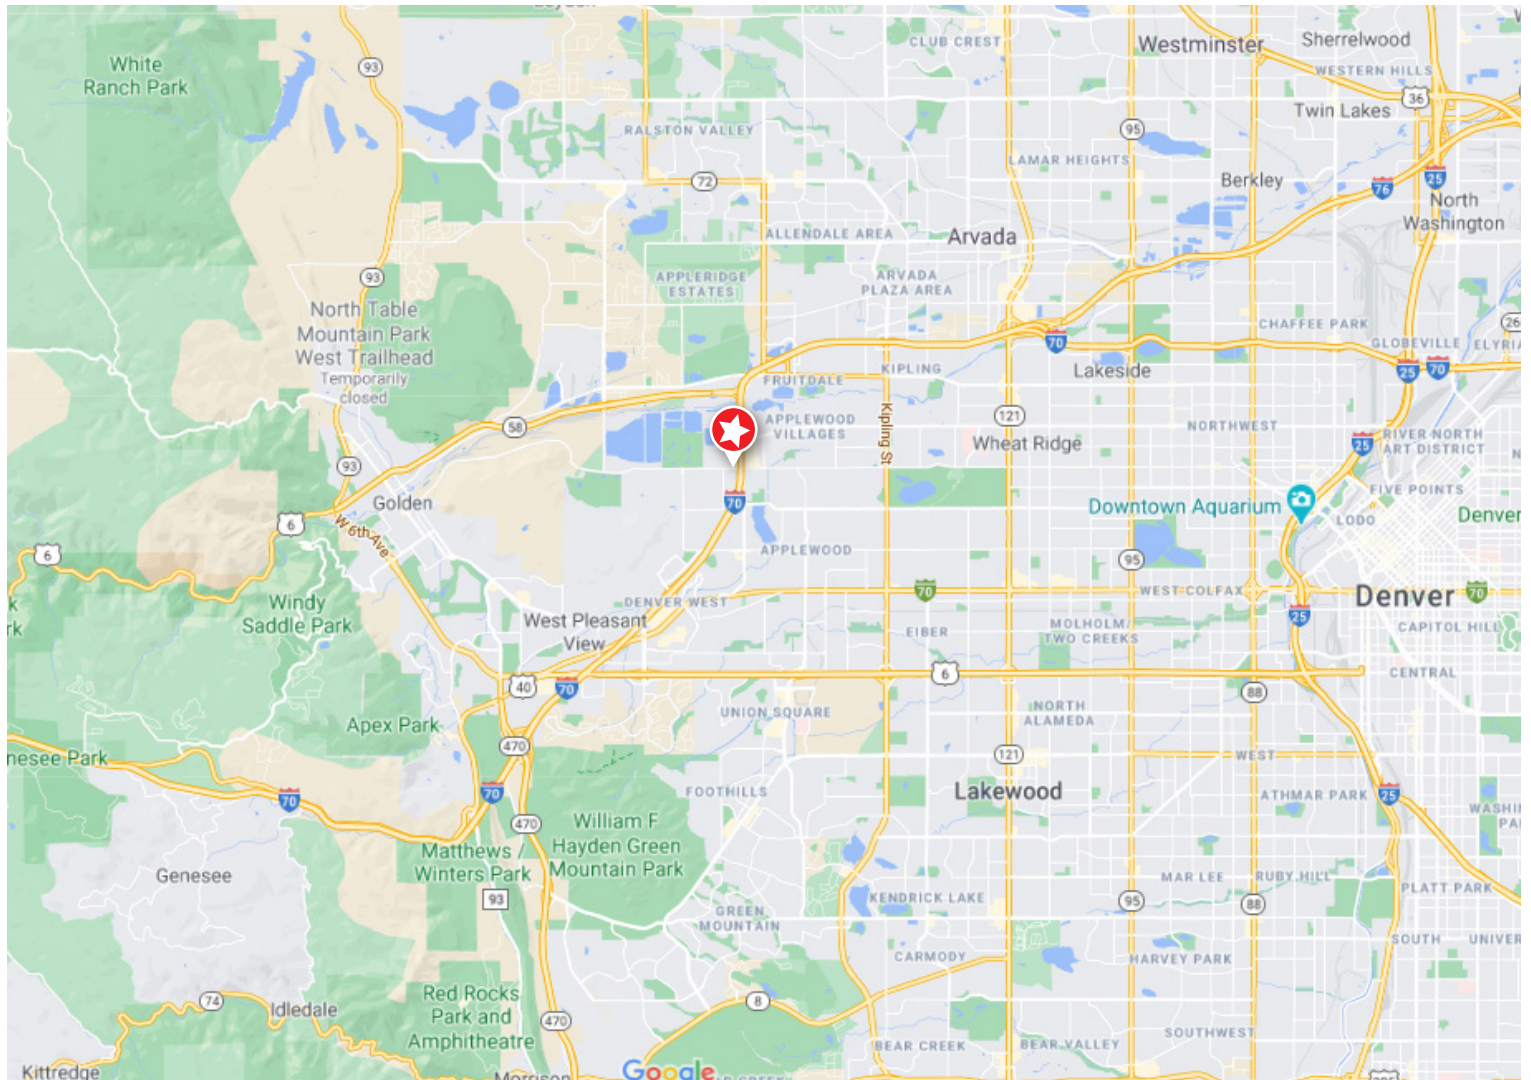 CLUB CREST
Westminster
Sherrelwood
WESTERN HILLS
White
Ranch Park
93
36
Twin Lakes
RALSTON VALLEY
95
LAMAR HEIGHTS
72
Berkley
76
25
North
Washington
ALLENDALE AREA
Arvada
93
APPLERIDGE
ESTATES
ARVADA
PLAZA AREA
North Table
Mountain Park
West Trailhead
Temporarily
closed
CHAFFEE PARK
26
GLOBEVILLE
ELYRIA
70
Lakeside
25
70
KIPLING
FRUITDALE
58
APPLEWOOD
VILLAGES
Kipling St
121
Wheat Ridge
NORTHWEST
25
RIVER NORTH
ART DISTRICT
93
Golden
70
FIVE POINTS
Downtown Aquarium
LODO
Denver
6
W 6th Ave
6
APPLEWOOD
95
WEST COLFAX
Denver
70
70
DENVER WEST
Windy
Saddle Park
West Pleasant
View
EIBER
MOLHOLM/
TWO CREEKS
25
CAPITOL HILL
6
CENTRAL
40
70
88
UNION SQUARE
NORTH
ALAMEDA
Apex Park
470
121
WEST
nesee Park
70
70
FOOTHILLS
Lakewood
ATHMAR PARK
25
470
William F
Hayden Green
Mountain Park
Matthews /
Winters Park
Genesee
93
MAR LEE
RUBY HILL
PLATT PARK
KENDRICK LAKE
95
88
GREEN
MOUNTAIN
SOUTH
CARMODY
HARVEY PARK
74
Idledale
Red Rocks
Park and
Amphitheatre
8
470
SOUTHWEST
BEAR CREEK
BEAR VALLEY
Kittredge
Morrison
Google